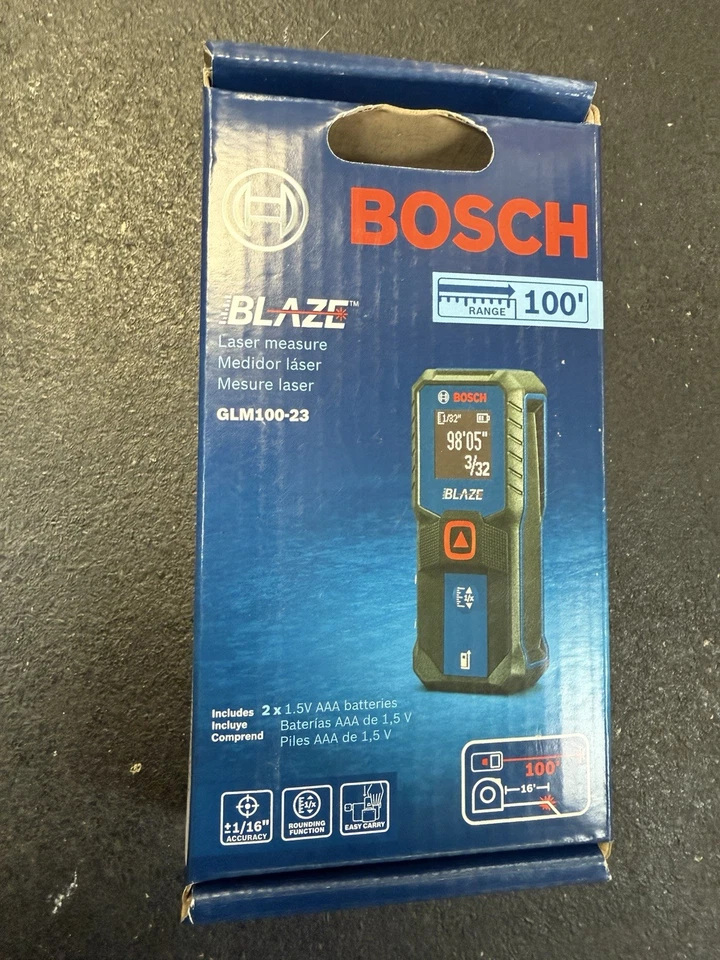 BOSCH
RANGE 100'
BLAZE™
Laser measure
Medidor láser
Mesure laser
GLM100-23
BOSCH
1/32"
98'05"
3/32
BLAZE
1/x
Includes 2 x 1.5V AAA batteries
Incluye Baterías AAA de 1,5 V
Comprend Piles AAA de 1,5 V
100'
16'
±1/16"
ACCURACY
1/x
ROUNDING
FUNCTION
EASY CARRY